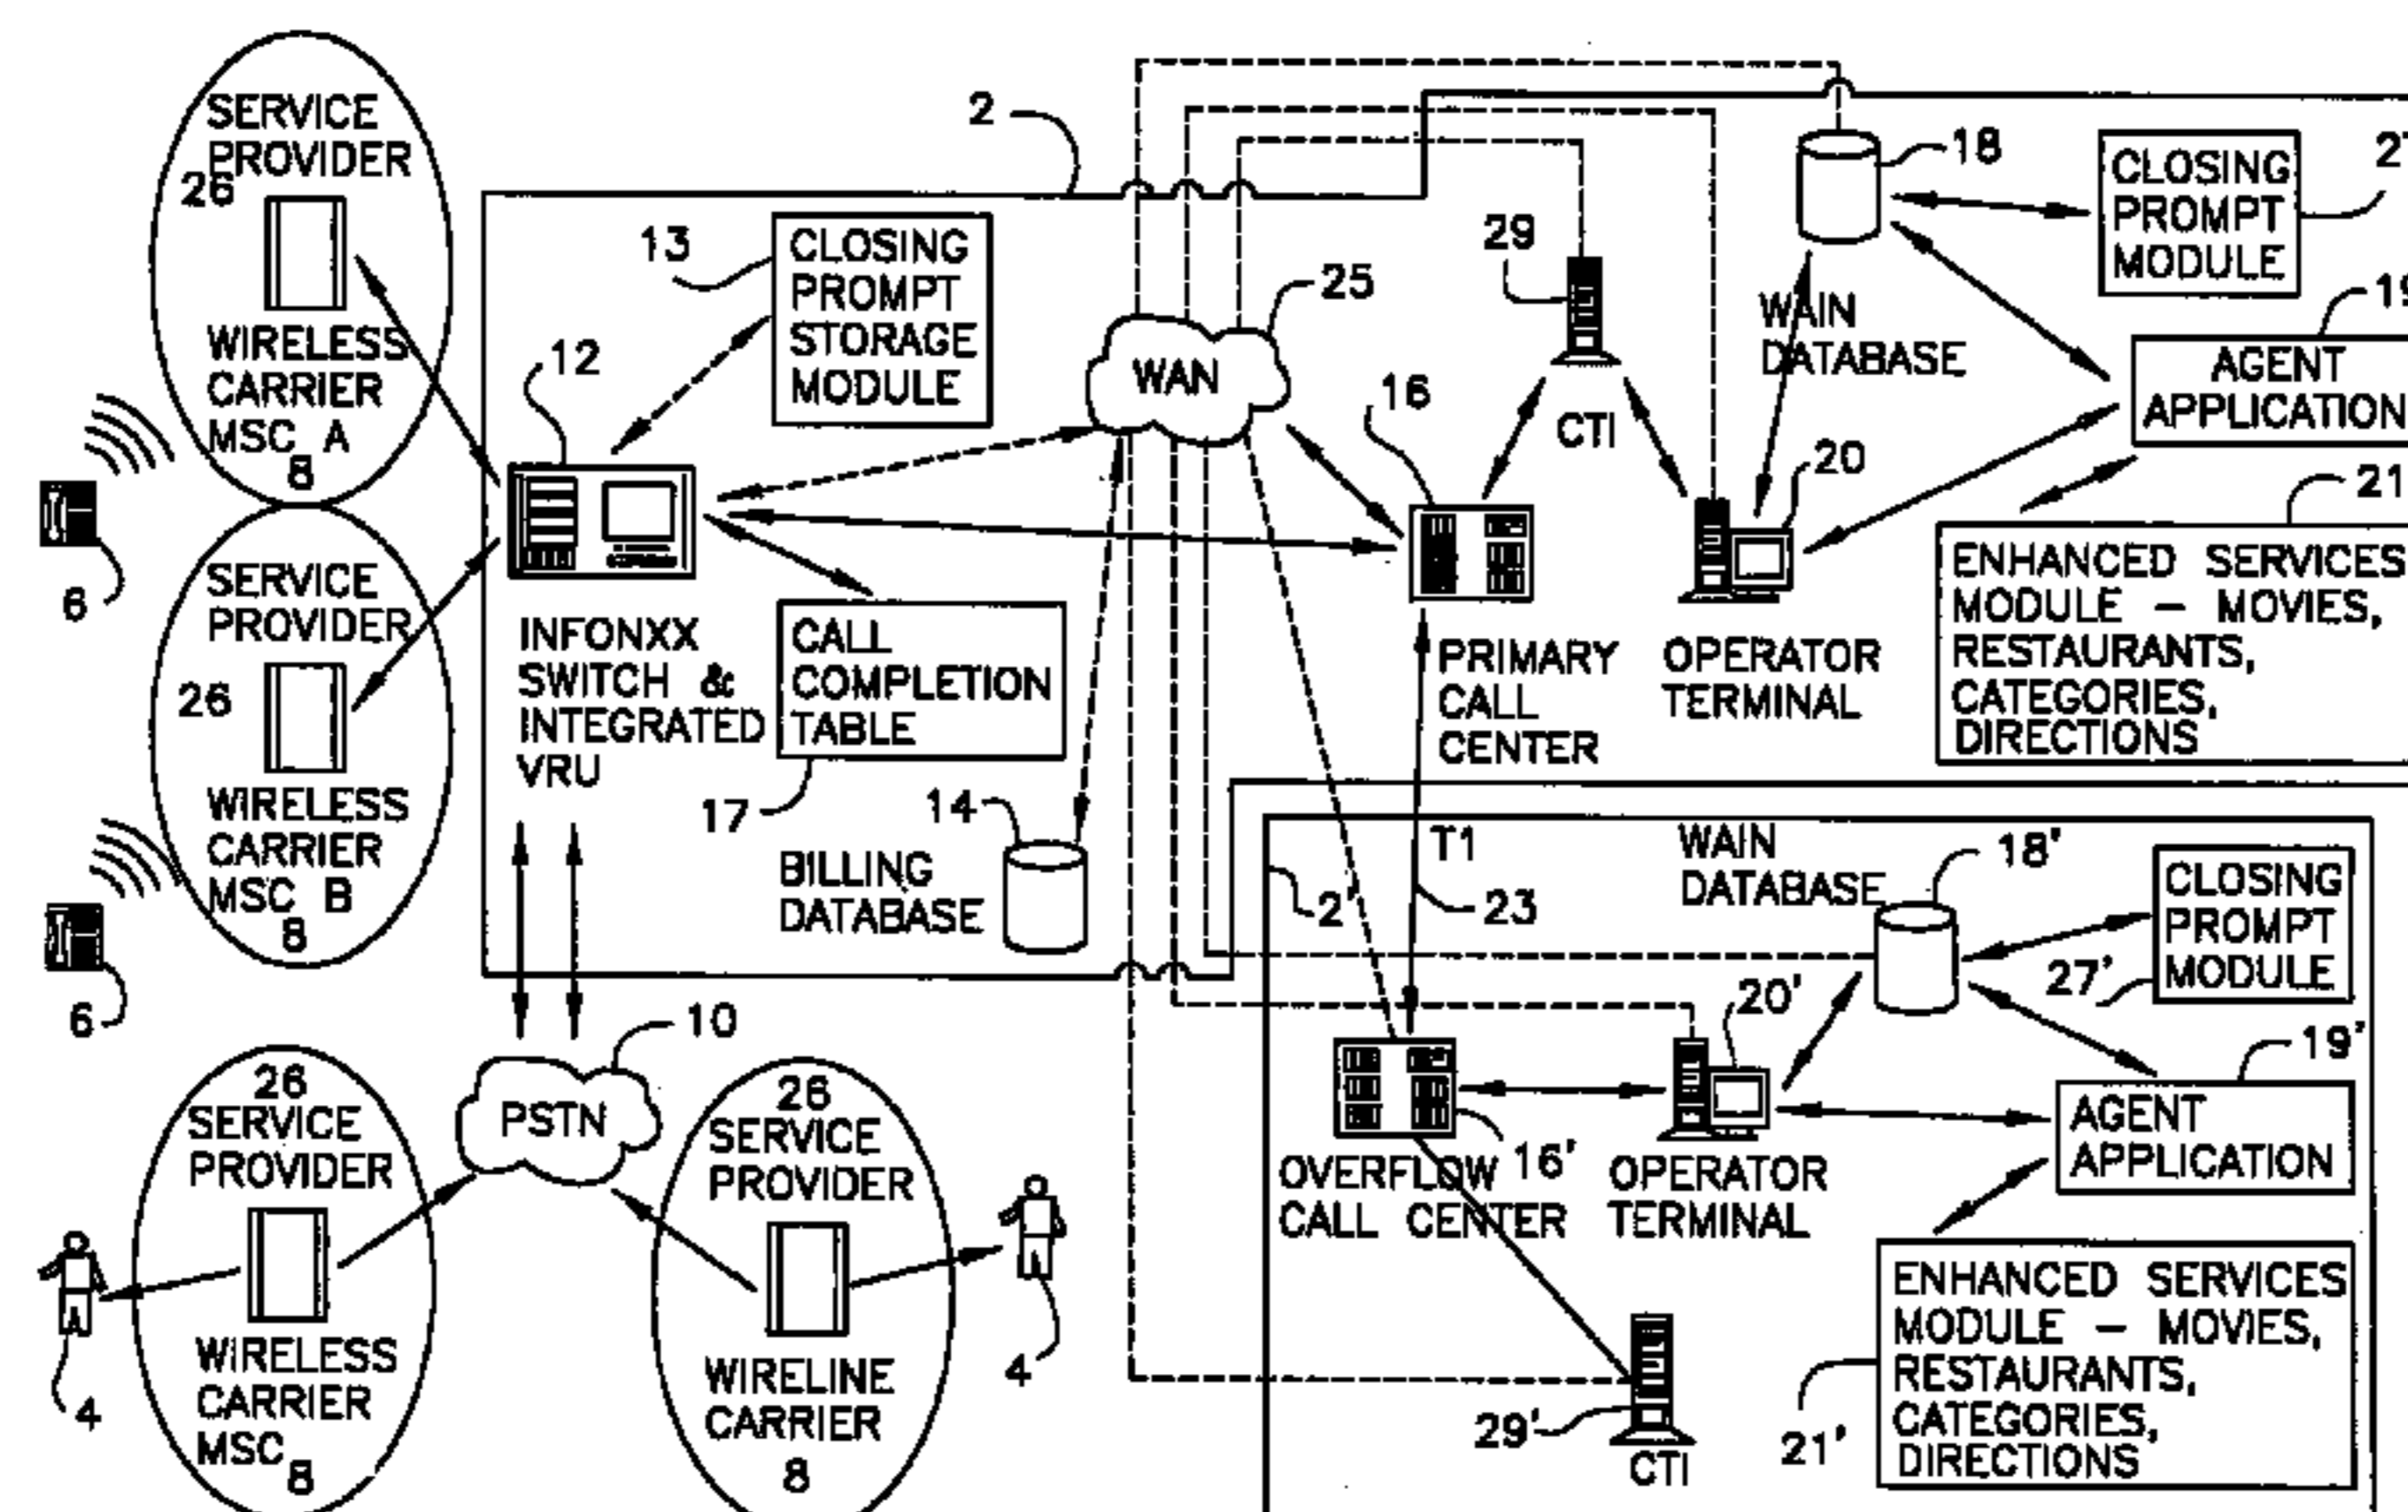 SERVICE
PROVIDER
26
WIRELESS
CARRIER
MSC A
8
6
SERVICE
PROVIDER
26
WIRELESS
CARRIER
MSC B
8
6
2
13
CLOSING
PROMPT
STORAGE
MODULE
12
INFONXX
SWITCH &
INTEGRATED
VRU
CALL
COMPLETION
TABLE
17
14
BILLING
DATABASE
WAN
25
29
CTI
16
PRIMARY
CALL
CENTER
20
OPERATOR
TERMINAL
18
WAIN
DATABASE
CLOSING
PROMPT
MODULE
AGENT
APPLICATION
21
ENHANCED SERVICES
MODULE – MOVIES,
RESTAURANTS,
CATEGORIES,
DIRECTIONS
T1
23
2'
WAIN
DATABASE
18'
CLOSING
PROMPT
MODULE
27'
20'
19'
AGENT
APPLICATION
16'
OVERFLOW
CALL CENTER
OPERATOR
TERMINAL
ENHANCED SERVICES
MODULE – MOVIES,
RESTAURANTS,
CATEGORIES,
DIRECTIONS
21'
29'
CTI
10
PSTN
26
SERVICE
PROVIDER
WIRELESS
CARRIER
MSC
8
4
26
SERVICE
PROVIDER
WIRELINE
CARRIER
8
4